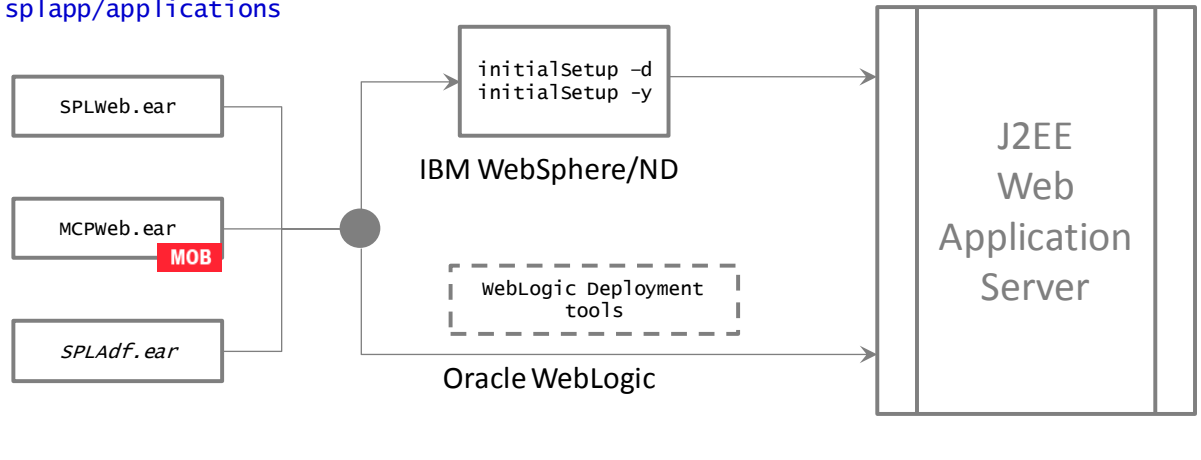 splapp/applications
SPLWeb.ear
MCPWeb.ear
MOB
SPLAdf.ear
initialSetup –d
initialSetup -y
IBM WebSphere/ND
WebLogic Deployment
tools
Oracle WebLogic
J2EE
Web
Application
Server